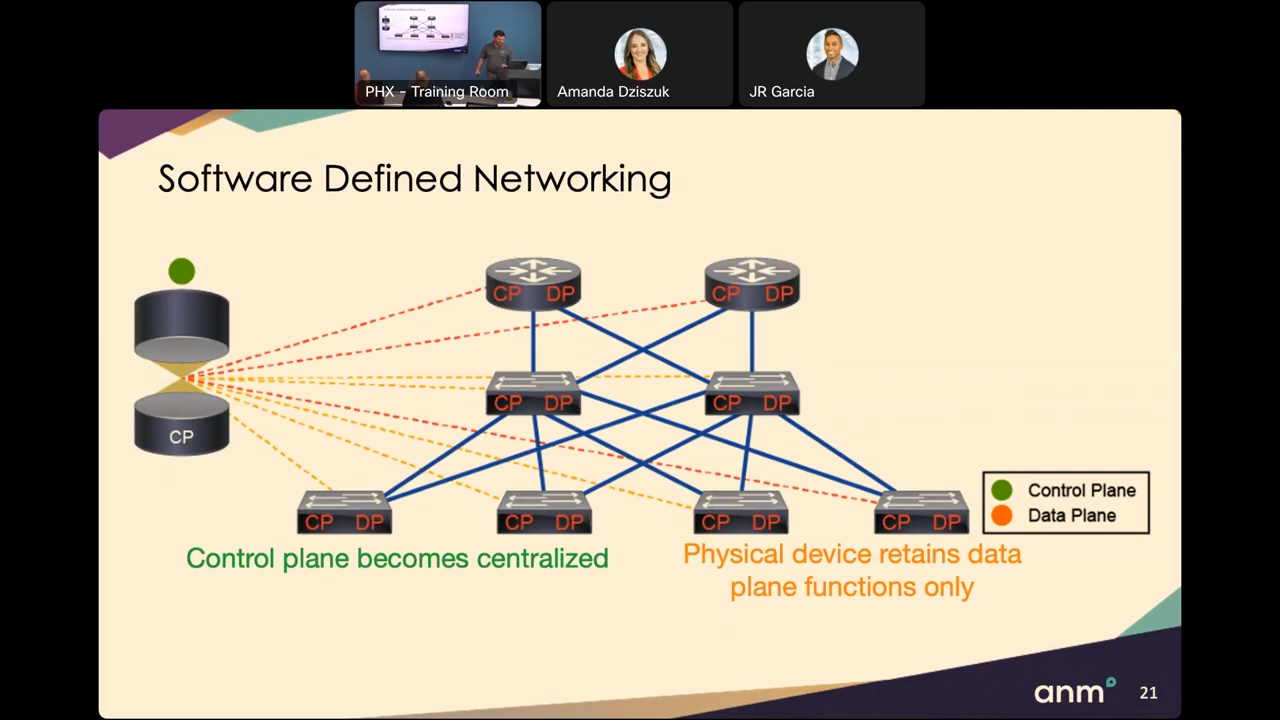 PHX - Training Room
Amanda Dziszuk
JR Garcia
Software Defined Networking
CP DP
CP DP
CP
CP DP
CP DP
CP DP
CP DP
CP DP
CP DP
Control Plane
Data Plane
Control plane becomes centralized
Physical device retains data
plane functions only
anm
21